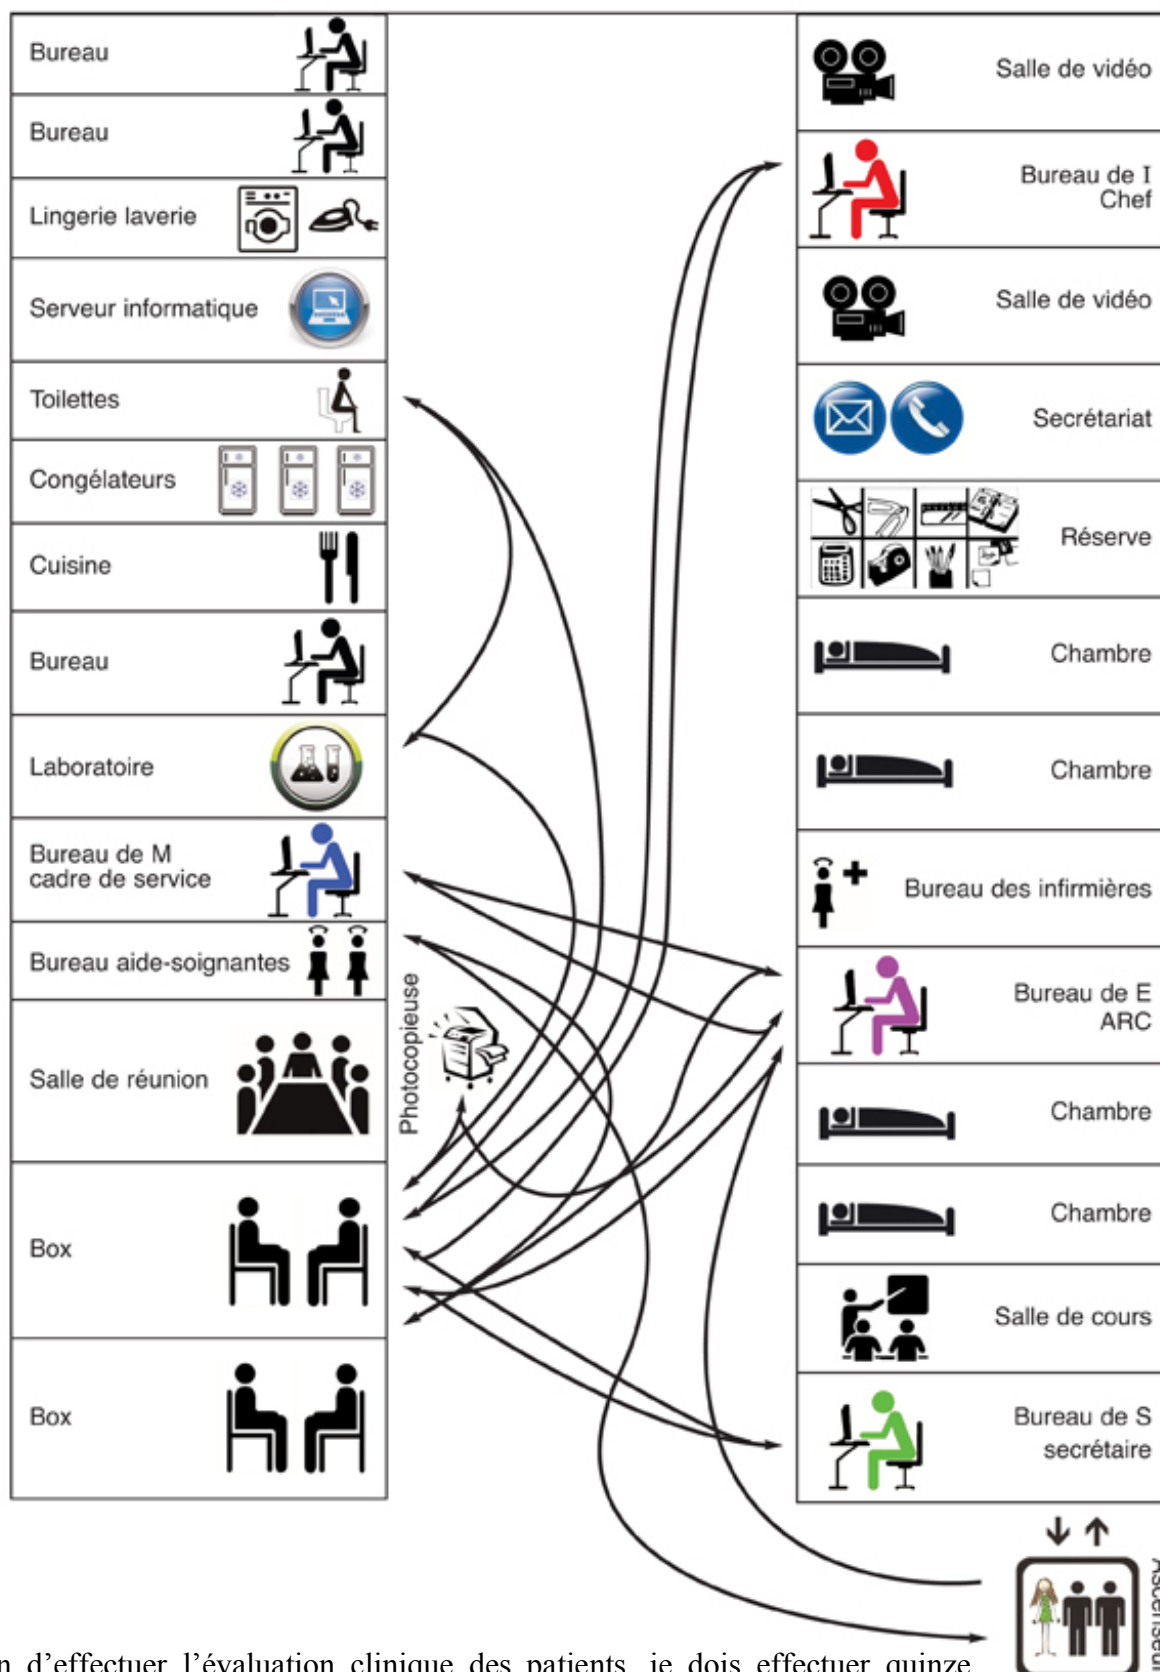 Bureau
Bureau
Lingerie laverie
Serveur informatique
Toilettes
Congélateurs
Cuisine
Bureau
Laboratoire
Bureau de M
cadre de service
Bureau aide-soignantes
Salle de réunion
Box
Box
Photocopieuse
Salle de vidéo
Bureau de I
Chef
Salle de vidéo
Secrétariat
Réserve
Chambre
Chambre
Bureau des infirmières
Bureau de E
ARC
Chambre
Chambre
Salle de cours
Bureau de S
secrétaire
Ascenseur
n d'effectuer l'évaluation clinique des patients, je dois effectuer quinze